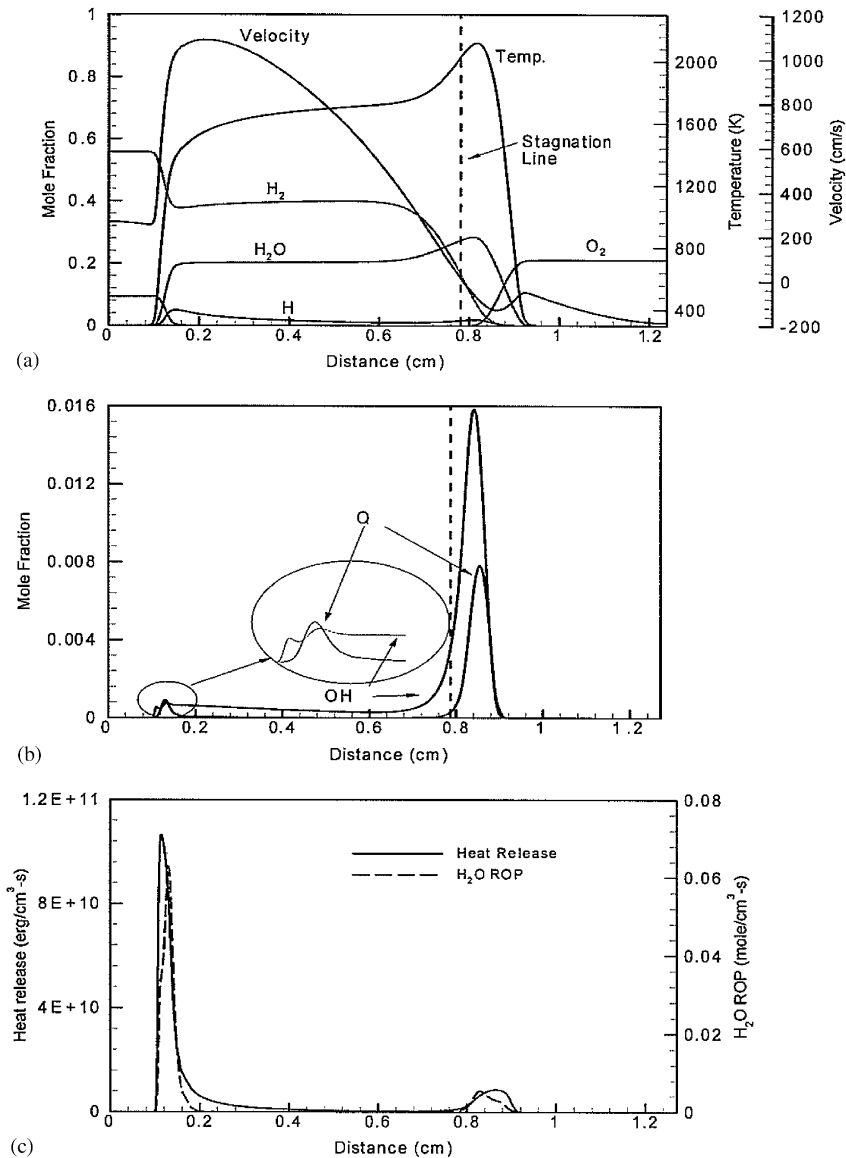 1
0.8
0.6
0.4
0.2
0
Mole Fraction
Velocity
Temp.
Stagnation
Line
H2
H2O
H
O2
2000
1600
1200
800
400
Temperature (K)
1200
1000
800
600
400
200
0
-200
Velocity (cm/s)
0 0.2 0.4 0.6 0.8 1 1.2
Distance (cm)
(a)
0.016
0.012
0.008
0.004
0
Mole Fraction
O
OH
0 0.2 0.4 0.6 0.8 1 1.2
Distance (cm)
(b)
1.2E+11
8E+10
4E+10
0
Heat release (erg/cm3-s)
Heat Release
H2O ROP
0.08
0.06
0.04
0.02
0
H2O ROP (mole/cm3-s)
0 0.2 0.4 0.6 0.8 1 1.2
Distance (cm)
(c)